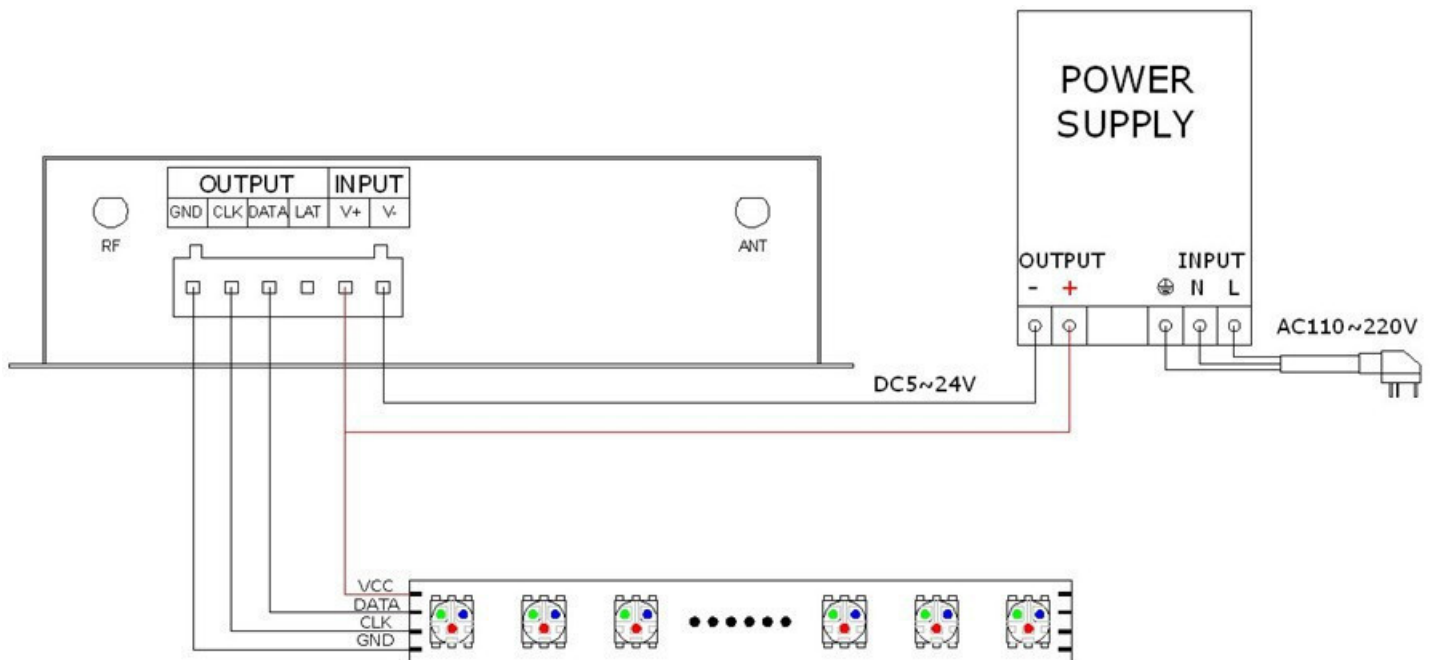 POWER
SUPPLY
OUTPUT INPUT
GND CLK DATA LAT V+ V-
RF
ANT
OUTPUT INPUT
- + N L
AC110~220V
DC5~24V
VCC
DATA
CLK
GND